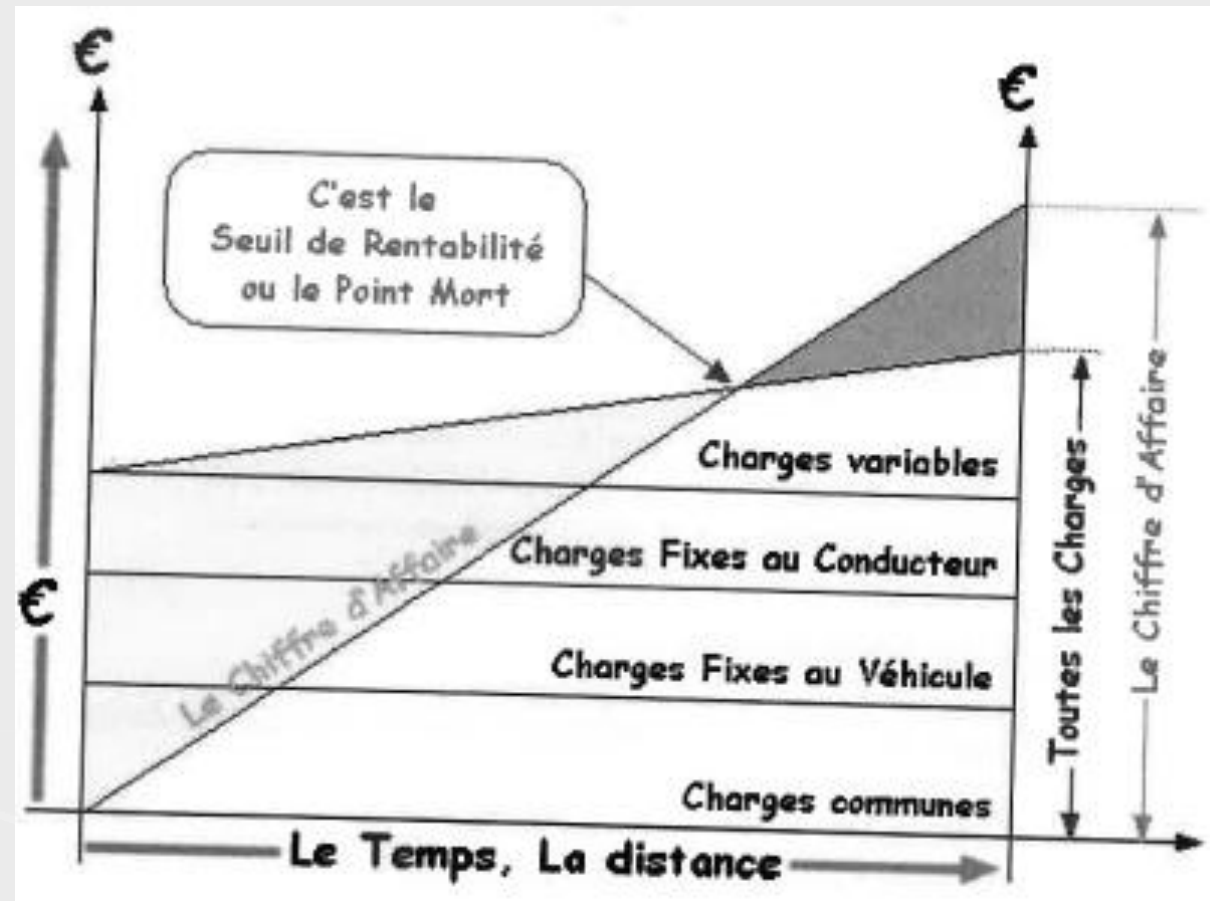 €
€
C'est le
Seuil de Rentabilité
ou le Point Mort
Charges variables
Le Chiffre d'Affaire
Charges Fixes au Conducteur
€
Charges Fixes au Véhicule
Charges communes
Toutes les Charges
Le Chiffre d'Affaire
Le Temps, La distance